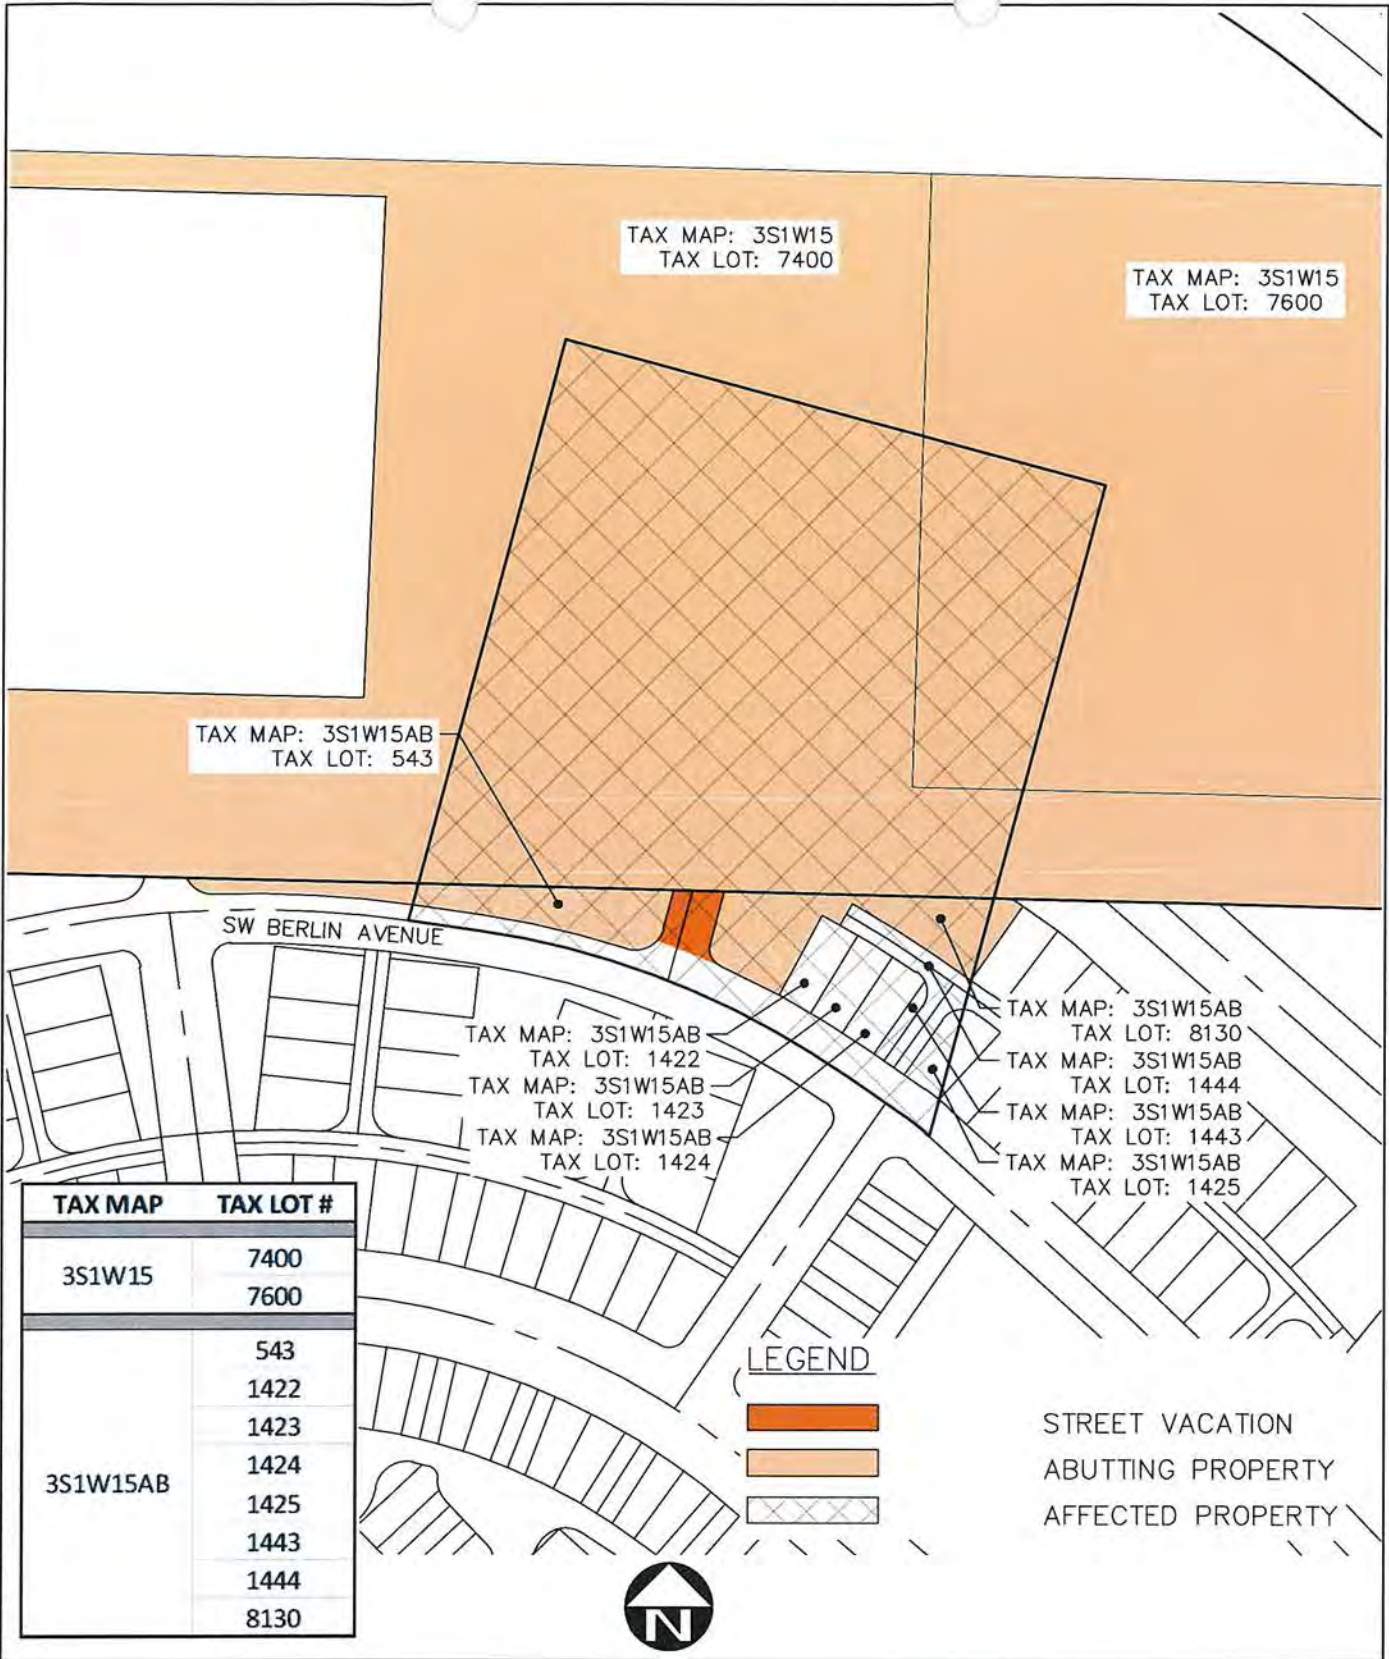 TAX MAP: 3S1W15
TAX LOT: 7400
TAX MAP: 3S1W15
TAX LOT: 7600
TAX MAP: 3S1W15AB
TAX LOT: 543
SW BERLIN AVENUE
TAX MAP: 3S1W15AB
TAX LOT: 1422
TAX MAP: 3S1W15AB
TAX LOT: 1423
TAX MAP: 3S1W15AB
TAX LOT: 1424
TAX MAP: 3S1W15AB
TAX LOT: 8130
TAX MAP: 3S1W15AB
TAX LOT: 1444
TAX MAP: 3S1W15AB
TAX LOT: 1443
TAX MAP: 3S1W15AB
TAX LOT: 1425
TAX MAP TAX LOT #
3S1W15
7400
7600
3S1W15AB
543
1422
1423
1424
1425
1443
1444
8130
LEGEND
STREET VACATION
ABUTTING PROPERTY
AFFECTED PROPERTY
N